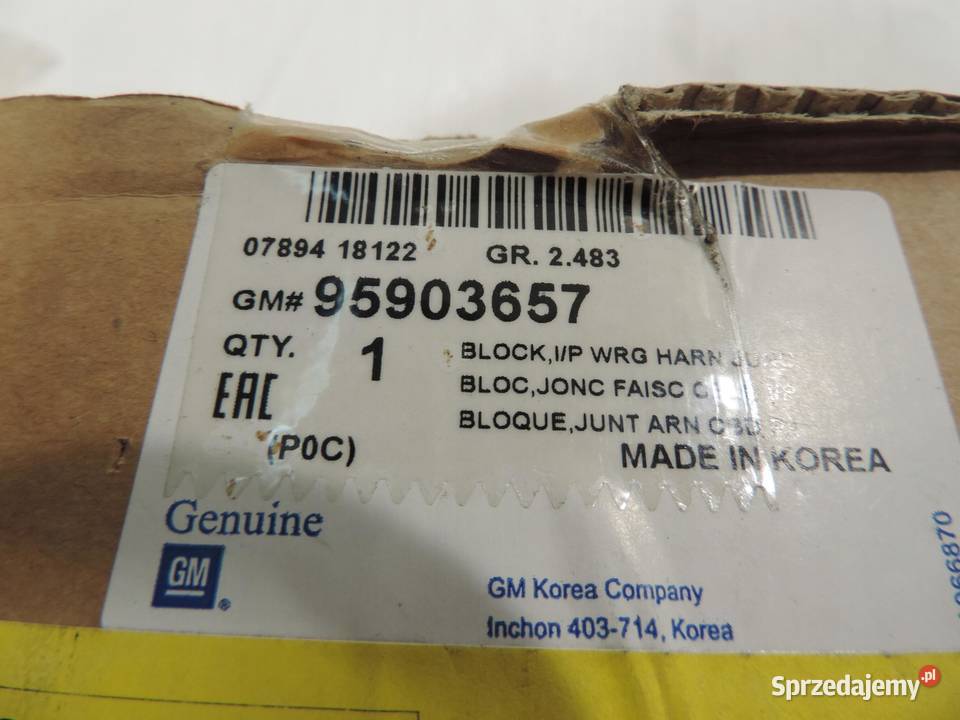 07894 18122 GR. 2.483
GM# 95903657
QTY. 1 BLOCK,I/P WRG HARN
BLOC,JONC FAISC
EAC
BLOQUE,JUNT ARN
(P0C) MADE IN KOREA
Genuine
GM ®
GM Korea Company
Inchon 403-714, Korea
066870
Sprzedajemy.pl